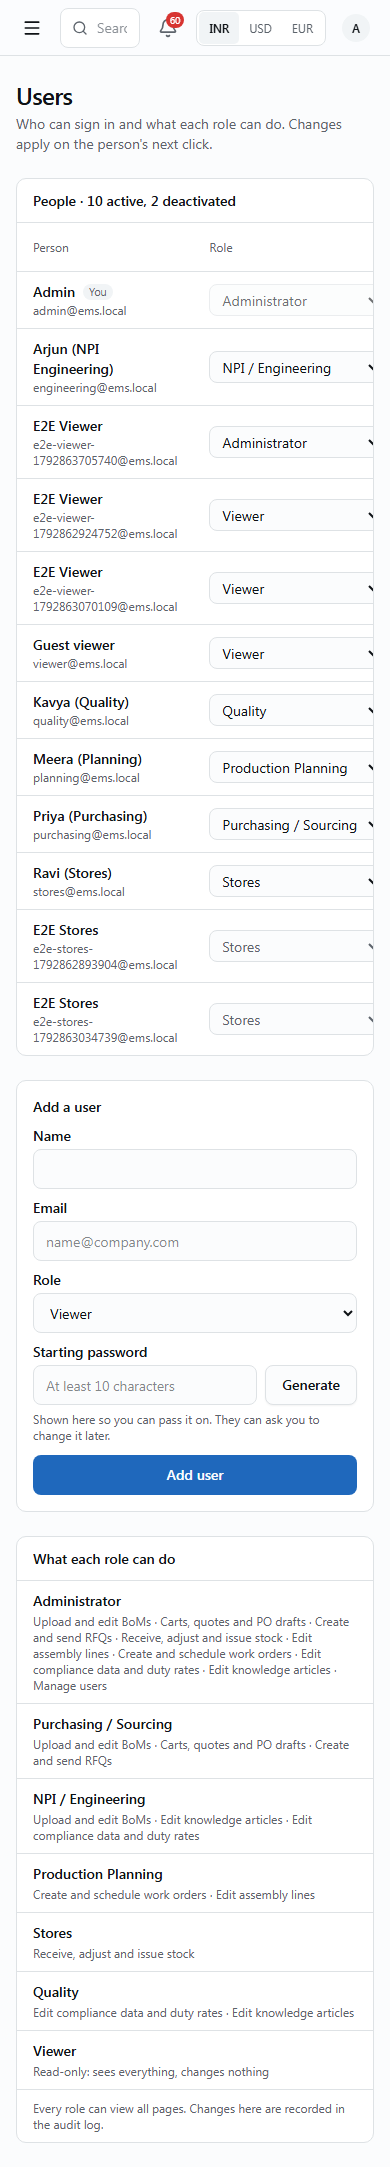 Searc
60
INR USD EUR
A
Users
Who can sign in and what each role can do. Changes
apply on the person's next click.
People · 10 active, 2 deactivated
Person Role
Admin You
admin@ems.local
Administrator
Arjun (NPI
Engineering)
engineering@ems.local
NPI / Engineering
E2E Viewer
e2e-viewer-
1792863705740@ems.local
Administrator
E2E Viewer
e2e-viewer-
1792862924752@ems.local
Viewer
E2E Viewer
e2e-viewer-
1792863070109@ems.local
Viewer
Guest viewer
viewer@ems.local
Viewer
Kavya (Quality)
quality@ems.local
Quality
Meera (Planning)
planning@ems.local
Production Planning
Priya (Purchasing)
purchasing@ems.local
Purchasing / Sourcing
Ravi (Stores)
stores@ems.local
Stores
E2E Stores
e2e-stores-
1792862893904@ems.local
Stores
E2E Stores
e2e-stores-
1792863034739@ems.local
Stores
Add a user
Name
Email
name@company.com
Role
Viewer
Starting password
At least 10 characters
Generate
Shown here so you can pass it on. They can ask you to
change it later.
Add user
What each role can do
Administrator
Upload and edit BoMs · Carts, quotes and PO drafts · Create
and send RFQs · Receive, adjust and issue stock · Edit
assembly lines · Create and schedule work orders · Edit
compliance data and duty rates · Edit knowledge articles ·
Manage users
Purchasing / Sourcing
Upload and edit BoMs · Carts, quotes and PO drafts · Create
and send RFQs
NPI / Engineering
Upload and edit BoMs · Edit knowledge articles · Edit
compliance data and duty rates
Production Planning
Create and schedule work orders · Edit assembly lines
Stores
Receive, adjust and issue stock
Quality
Edit compliance data and duty rates · Edit knowledge articles
Viewer
Read-only: sees everything, changes nothing
Every role can view all pages. Changes here are recorded in
the audit log.